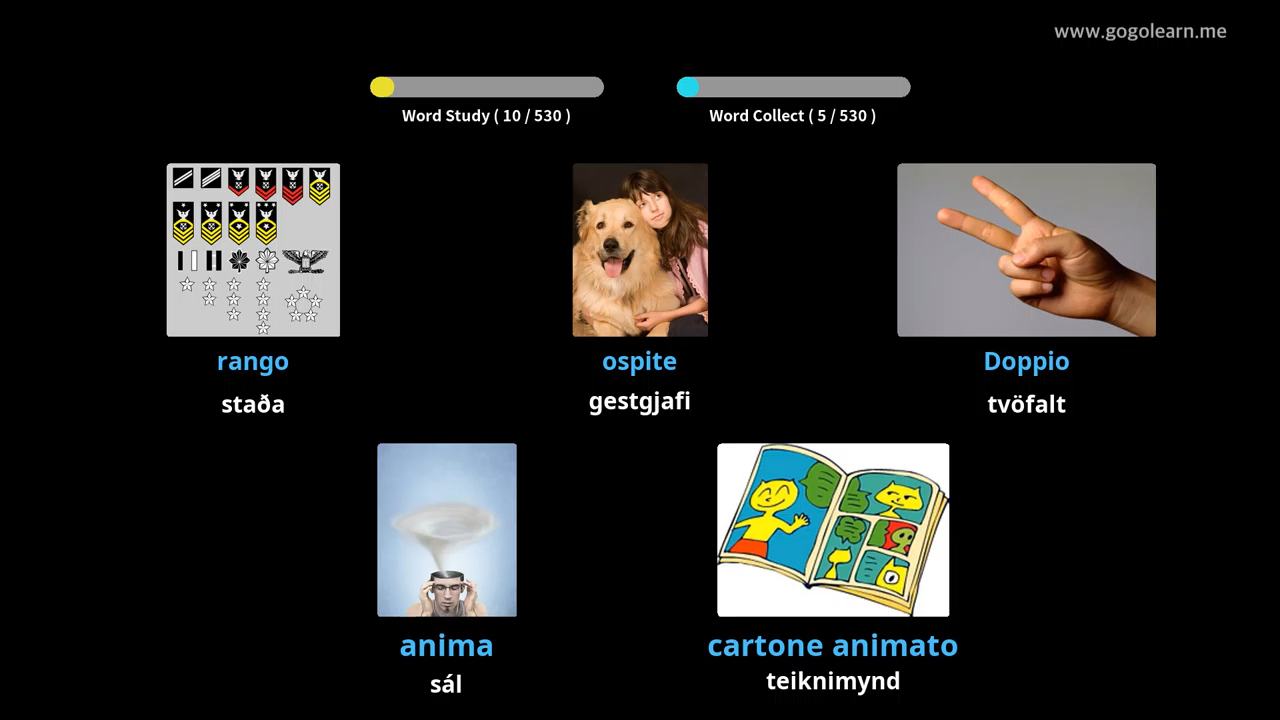 www.gogolearn.me
Word Study ( 10 / 530 )
Word Collect ( 5 / 530 )
rango
ospite
Doppio
staða
gestgjafi
tvöfalt
anima
cartone animato
sál
teiknimynd